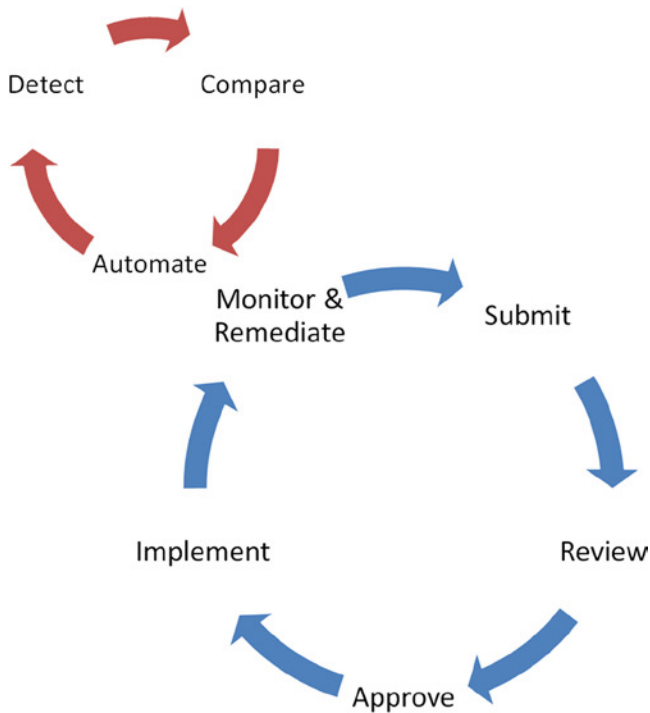 Detect
Compare
Automate
Monitor &
Remediate
Submit
Review
Approve
Implement